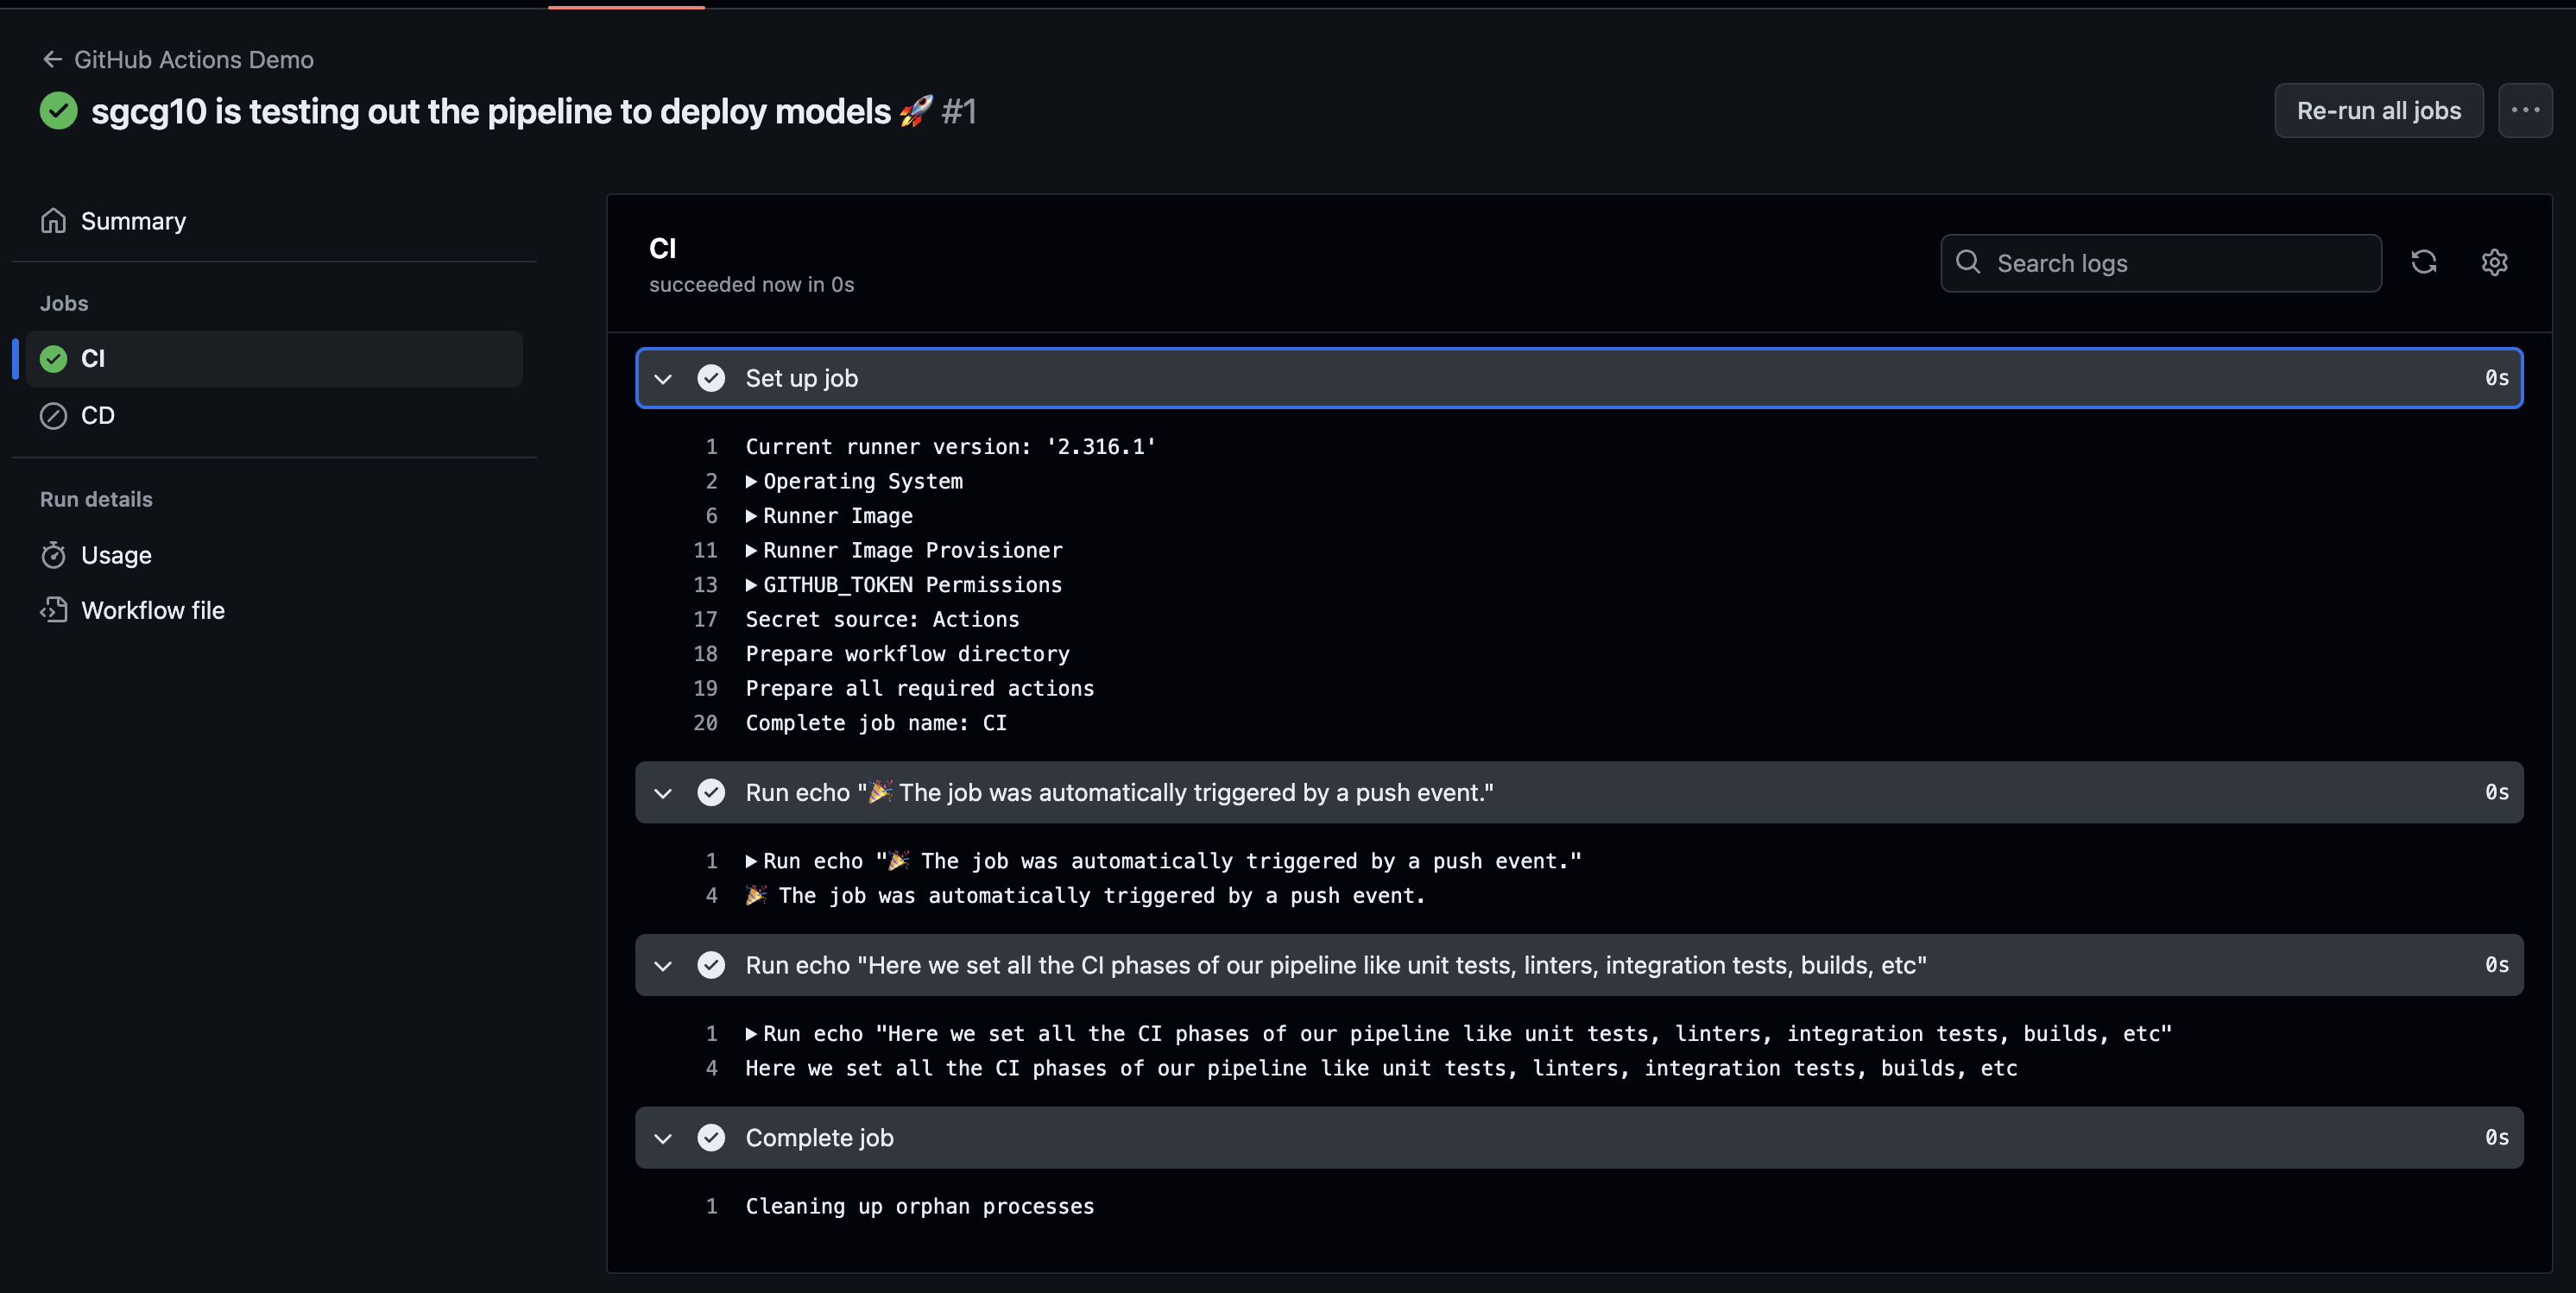 GitHub Actions Demo
sgcg10 is testing out the pipeline to deploy models 🚀 #1
Re-run all jobs
Summary
Jobs
CI
CD
Run details
Usage
Workflow file
CI
succeeded now in 0s
Search logs
Set up job 0s
1 Current runner version: '2.316.1'
2 ▶Operating System
6 ▶Runner Image
11 ▶Runner Image Provisioner
13 ▶GITHUB_TOKEN Permissions
17 Secret source: Actions
18 Prepare workflow directory
19 Prepare all required actions
20 Complete job name: CI
Run echo "🎉 The job was automatically triggered by a push event." 0s
1 ▶Run echo "🎉 The job was automatically triggered by a push event."
4 🎉 The job was automatically triggered by a push event.
Run echo "Here we set all the CI phases of our pipeline like unit tests, linters, integration tests, builds, etc" 0s
1 ▶Run echo "Here we set all the CI phases of our pipeline like unit tests, linters, integration tests, builds, etc"
4 Here we set all the CI phases of our pipeline like unit tests, linters, integration tests, builds, etc
Complete job 0s
1 Cleaning up orphan processes